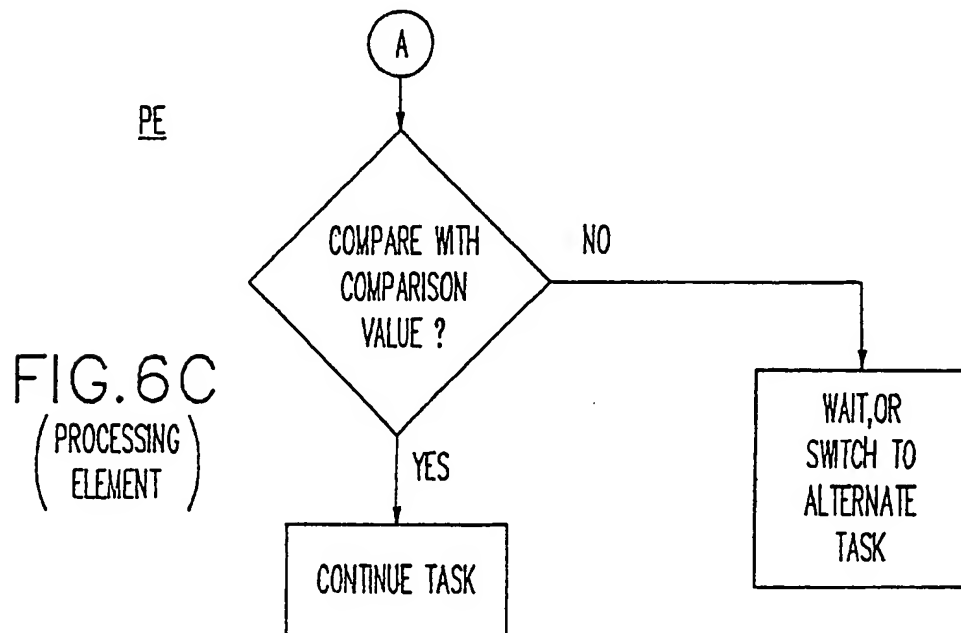 A
PE
COMPARE WITH
COMPARISON
VALUE ?
NO
FIG.6C
(PROCESSING
ELEMENT)
YES
WAIT,OR
SWITCH TO
ALTERNATE
TASK
CONTINUE TASK